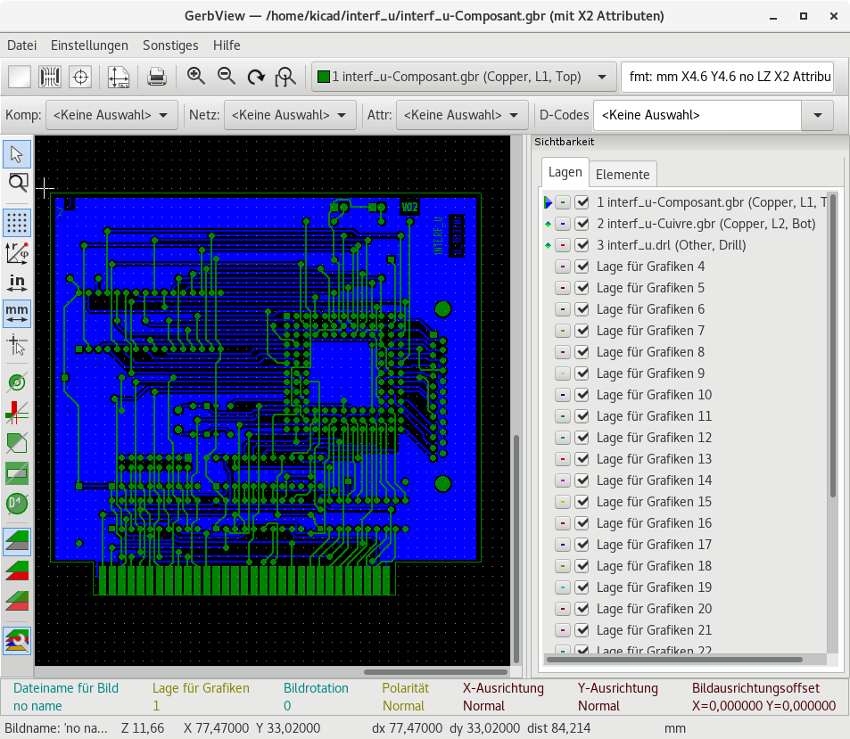 GerbView — /home/kicad/interf_u/interf_u-Composant.gbr (mit X2 Attributen)
Datei Einstellungen Sonstiges Hilfe
1 interf_u-Composant.gbr (Copper, L1, Top) fmt: mm X4.6 Y4.6 no LZ X2 Attribu
Komp: <Keine Auswahl> Netz: <Keine Auswahl> Attr: <Keine Auswahl> D-Codes <Keine Auswahl>
Sichtbarkeit
Lagen Elemente
1 interf_u-Composant.gbr (Copper, L1, T
2 interf_u-Cuivre.gbr (Copper, L2, Bot)
3 interf_u.drl (Other, Drill)
Lage für Grafiken 4
Lage für Grafiken 5
Lage für Grafiken 6
Lage für Grafiken 7
Lage für Grafiken 8
Lage für Grafiken 9
Lage für Grafiken 10
Lage für Grafiken 11
Lage für Grafiken 12
Lage für Grafiken 13
Lage für Grafiken 14
Lage für Grafiken 15
Lage für Grafiken 16
Lage für Grafiken 17
Lage für Grafiken 18
Lage für Grafiken 19
Lage für Grafiken 20
Lage für Grafiken 21
Lage für Grafiken 22
in
mm
VO2
INTERF_U
Dateiname für Bild Lage für Grafiken Bildrotation Polarität X-Ausrichtung Y-Ausrichtung Bildausrichtungsoffset
no name 1 0 Normal Normal Normal X=0,000000 Y=0,000000
Bildname: 'no na... Z 11,66 X 77,47000 Y 33,02000 dx 77,47000 dy 33,02000 dist 84,214 mm